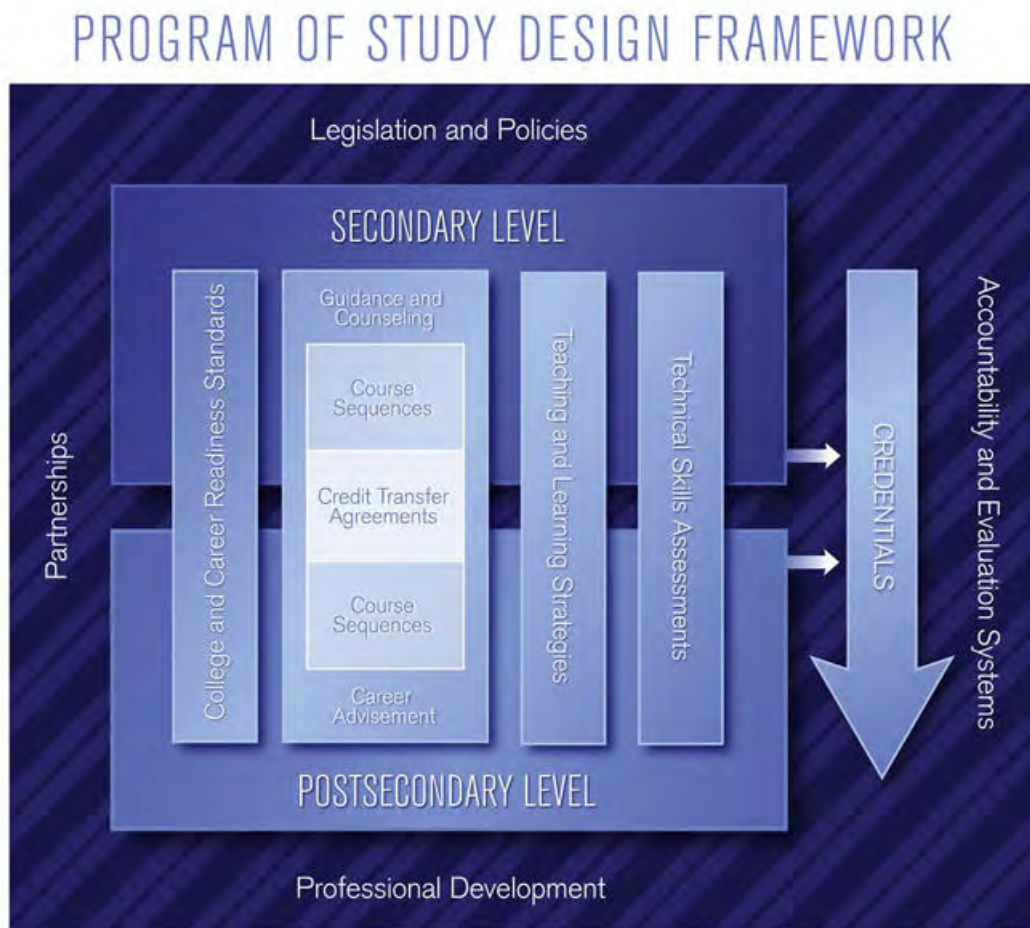 PROGRAM OF STUDY DESIGN FRAMEWORK
Legislation and Policies
SECONDARY LEVEL
Partnerships
College and Career Readiness Standards
Guidance and
Counseling
Course
Sequences
Credit Transfer
Agreements
Course
Sequences
Career
Advisement
Teaching and Learning Strategies
Technical Skills Assessments
CREDENTIALS
Accountability and Evaluation Systems
POSTSECONDARY LEVEL
Professional Development